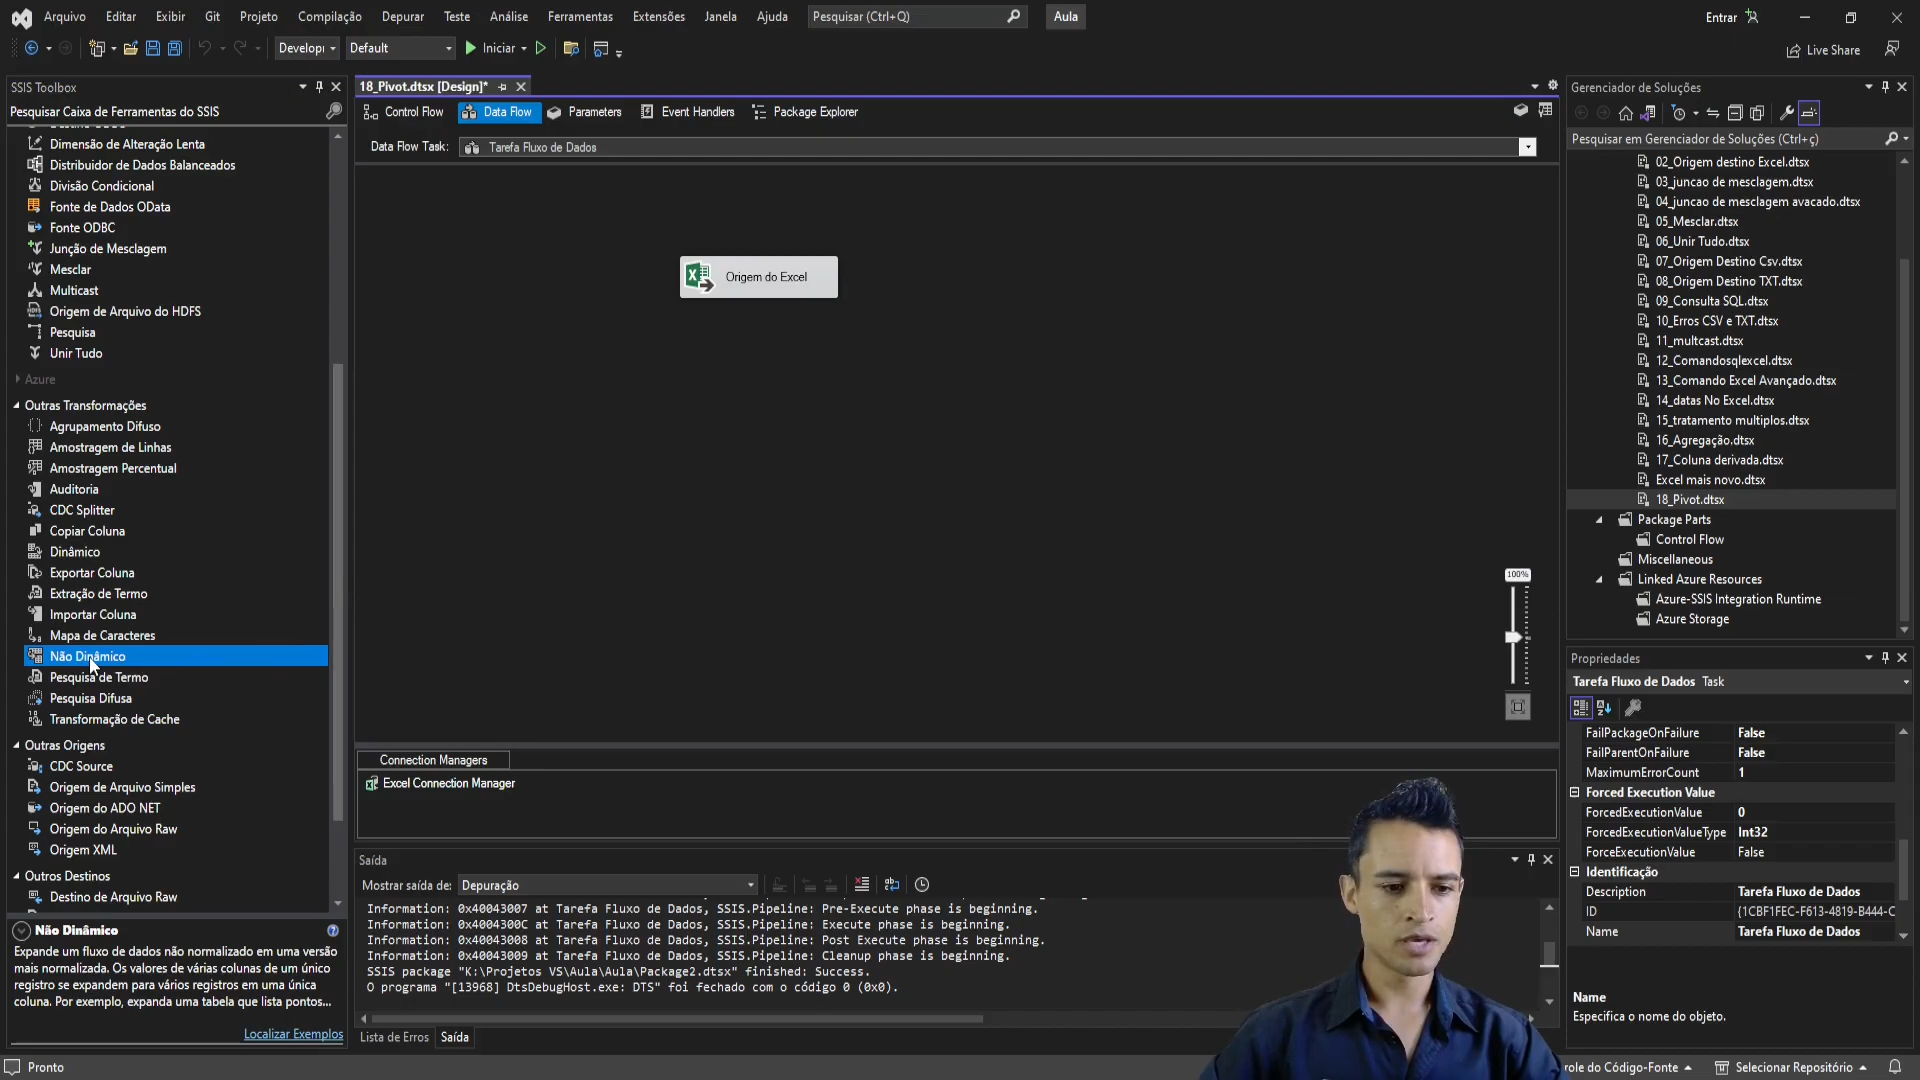 Arquivo Editar Exibir Git Projeto Compilação Depurar Teste Análise Ferramentas Extensões Janela Ajuda Pesquisar (Ctrl+Q) Aula Entrar
Developi Default Iniciar Live Share
SSIS Toolbox
Pesquisar Caixa de Ferramentas do SSIS
Dimensão de Alteração Lenta
Distribuidor de Dados Balanceados
Divisão Condicional
Fonte de Dados OData
Fonte ODBC
Junção de Mesclagem
Mesclar
Multicast
Origem de Arquivo do HDFS
Pesquisa
Unir Tudo
Azure
Outras Transformações
Agrupamento Difuso
Amostragem de Linhas
Amostragem Percentual
Auditoria
CDC Splitter
Copiar Coluna
Dinâmico
Exportar Coluna
Extração de Termo
Importar Coluna
Mapa de Caracteres
Não Dinâmico
Pesquisa de Termo
Pesquisa Difusa
Transformação de Cache
Outras Origens
CDC Source
Origem de Arquivo Simples
Origem do ADO NET
Origem do Arquivo Raw
Origem XML
Outros Destinos
Destino de Arquivo Raw
Não Dinâmico
Expande um fluxo de dados não normalizado em uma versão
mais normalizada. Os valores de várias colunas de um único
registro se expandem para vários registros em uma única
coluna. Por exemplo, expanda uma tabela que lista pontos...
Localizar Exemplos
18_Pivot.dtsx [Design]*
Control Flow Data Flow Parameters Event Handlers Package Explorer
Data Flow Task: Tarefa Fluxo de Dados
Origem do Excel
100%
Connection Managers
Excel Connection Manager
Saída
Mostrar saída de: Depuração
Information: 0x40043007 at Tarefa Fluxo de Dados, SSIS.Pipeline: Pre-Execute phase is beginning.
Information: 0x4004300C at Tarefa Fluxo de Dados, SSIS.Pipeline: Execute phase is beginning.
Information: 0x40043008 at Tarefa Fluxo de Dados, SSIS.Pipeline: Post Execute phase is beginning.
Information: 0x40043009 at Tarefa Fluxo de Dados, SSIS.Pipeline: Cleanup phase is beginning.
SSIS package "K:\Projetos VS\Aula\Aula\Package2.dtsx" finished: Success.
O programa "[13968] DtsDebugHost.exe: DTS" foi fechado com o código 0 (0x0).
Lista de Erros Saída
Gerenciador de Soluções
Pesquisar em Gerenciador de Soluções (Ctrl+ç)
02_Origem destino Excel.dtsx
03_juncao de mesclagem.dtsx
04_juncao de mesclagem avacado.dtsx
05_Mesclar.dtsx
06_Unir Tudo.dtsx
07_Origem Destino Csv.dtsx
08_Origem Destino TXT.dtsx
09_Consulta SQL.dtsx
10_Erros CSV e TXT.dtsx
11_multcast.dtsx
12_Comandosqlexcel.dtsx
13_Comando Excel Avançado.dtsx
14_datas No Excel.dtsx
15_tratamento multiplos.dtsx
16_Agregação.dtsx
17_Coluna derivada.dtsx
Excel mais novo.dtsx
18_Pivot.dtsx
Package Parts
Control Flow
Miscellaneous
Linked Azure Resources
Azure-SSIS Integration Runtime
Azure Storage
Propriedades
Tarefa Fluxo de Dados Task
FailPackageOnFailure False
FailParentOnFailure False
MaximumErrorCount 1
Forced Execution Value
ForcedExecutionValue 0
ForcedExecutionValueType Int32
ForceExecutionValue False
Identificação
Description Tarefa Fluxo de Dados
ID {1CBF1FEC-F613-4819-B444-C
Name Tarefa Fluxo de Dados
Name
Especifica o nome do objeto.
Pronto role do Código-Fonte Selecionar Repositório